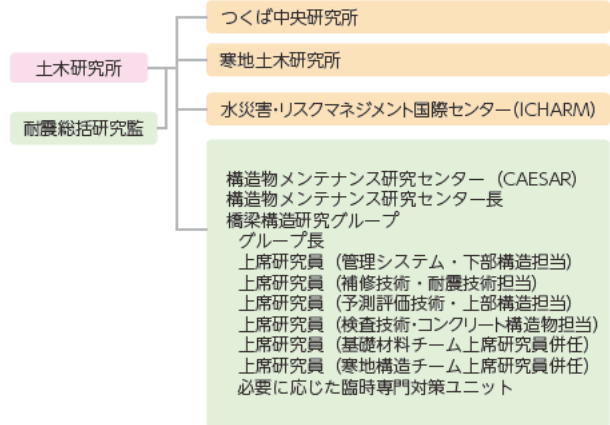 つくば中央研究所
土木研究所
寒地土木研究所
耐震総括研究監
水災害・リスクマネジメント国際センター(ICHARM)
構造物メンテナンス研究センター (CAESAR)
構造物メンテナンス研究センター長
橋梁構造研究グループ
グループ長
上席研究員 (管理システム・下部構造担当)
上席研究員 (補修技術・耐震技術担当)
上席研究員 (予測評価技術・上部構造担当)
上席研究員 (検査技術・コンクリート構造物担当)
上席研究員 (基礎材料チーム上席研究員併任)
上席研究員 (寒地構造チーム上席研究員併任)
必要に応じた臨時専門対策ユニット